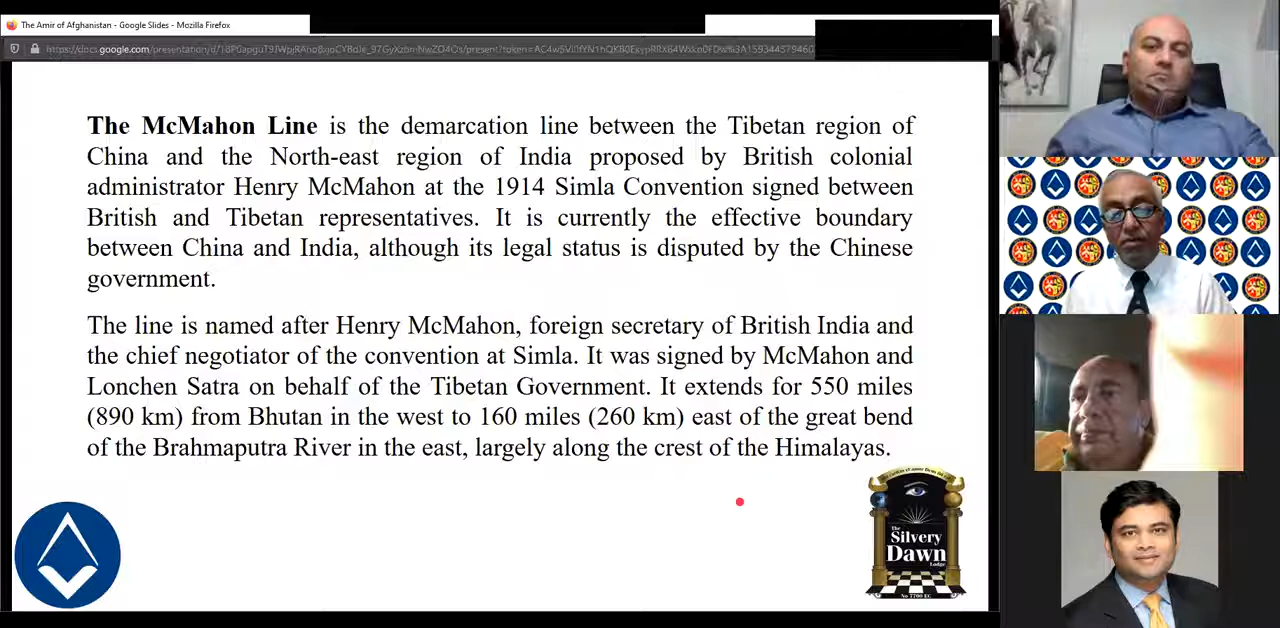 The Amir of Afghanistan - Google Slides - Mozilla Firefox
The McMahon Line is the demarcation line between the Tibetan region of
China and the North-east region of India proposed by British colonial
administrator Henry McMahon at the 1914 Simla Convention signed between
British and Tibetan representatives. It is currently the effective boundary
between China and India, although its legal status is disputed by the Chinese
government.
The line is named after Henry McMahon, foreign secretary of British India and
the chief negotiator of the convention at Simla. It was signed by McMahon and
Lonchen Satra on behalf of the Tibetan Government. It extends for 550 miles
(890 km) from Bhutan in the west to 160 miles (260 km) east of the great bend
of the Brahmaputra River in the east, largely along the crest of the Himalayas.
The
Silvery
Dawn
Lodge
No 7700 EC